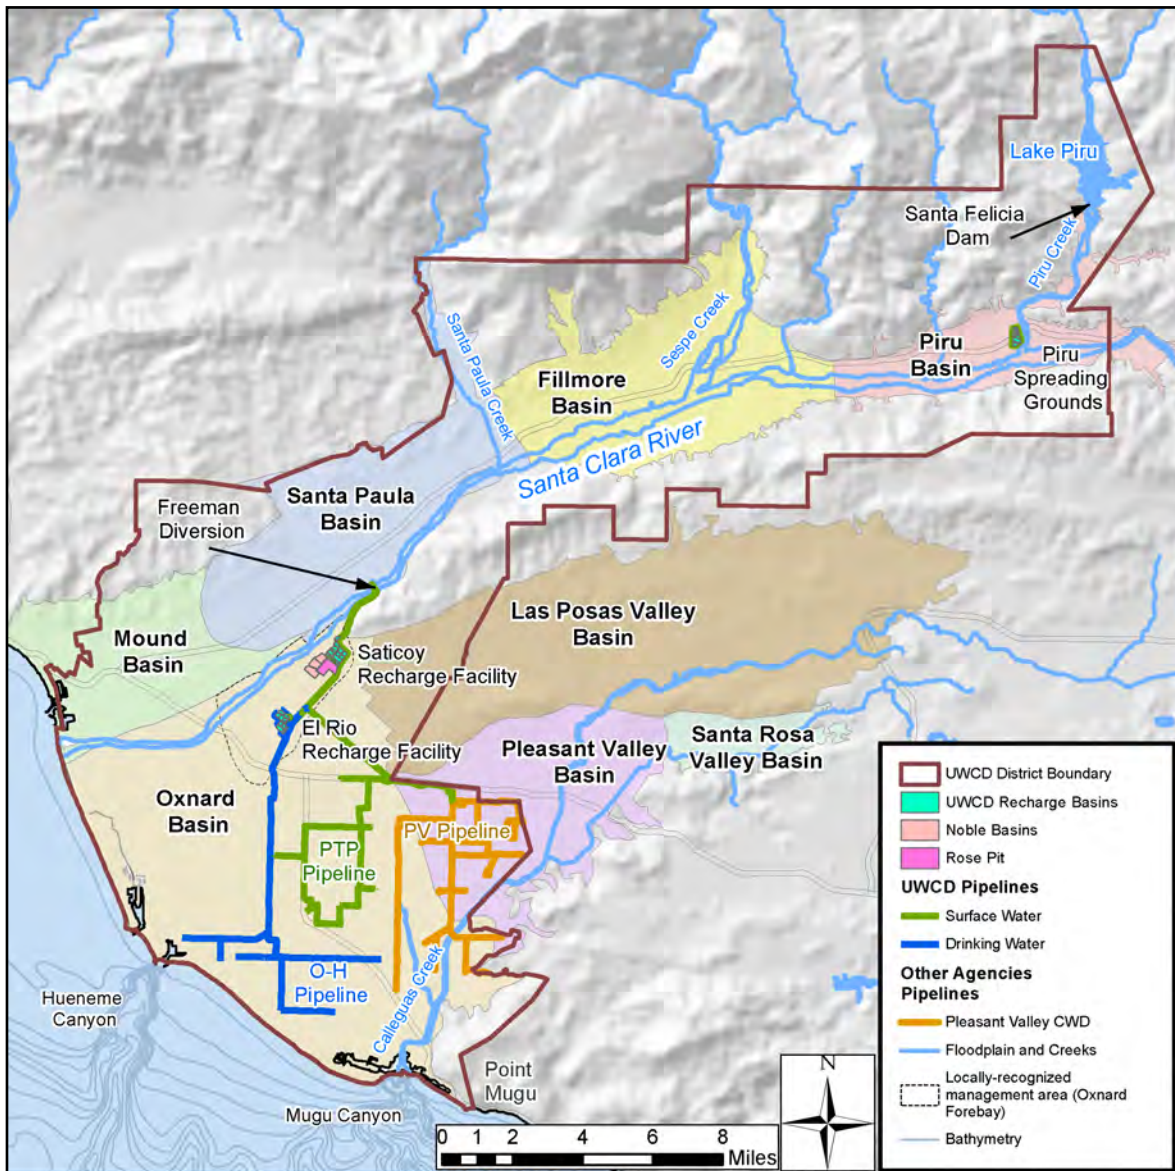 Lake Piru
Santa Felicia
Dam
Piru Creek
Santa Paula Creek
Sespe Creek
Fillmore
Basin
Piru
Basin
Piru
Spreading
Grounds
Santa Clara River
Santa Paula
Basin
Freeman
Diversion
Mound
Basin
Las Posas Valley
Basin
Saticoy
Recharge Facility
El Rio
Recharge Facility
Pleasant Valley
Basin
Santa Rosa
Valley Basin
Oxnard
Basin
PV Pipeline
PTP
Pipeline
O-H
Pipeline
Calleguas Creek
Hueneme
Canyon
Mugu Canyon
Point
Mugu
UWCD District Boundary
UWCD Recharge Basins
Noble Basins
Rose Pit
UWCD Pipelines
Surface Water
Drinking Water
Other Agencies
Pipelines
Pleasant Valley CWD
Floodplain and Creeks
Locally-recognized
management area (Oxnard
Forebay)
Bathymetry
N
0 1 2 4 6 8
Miles